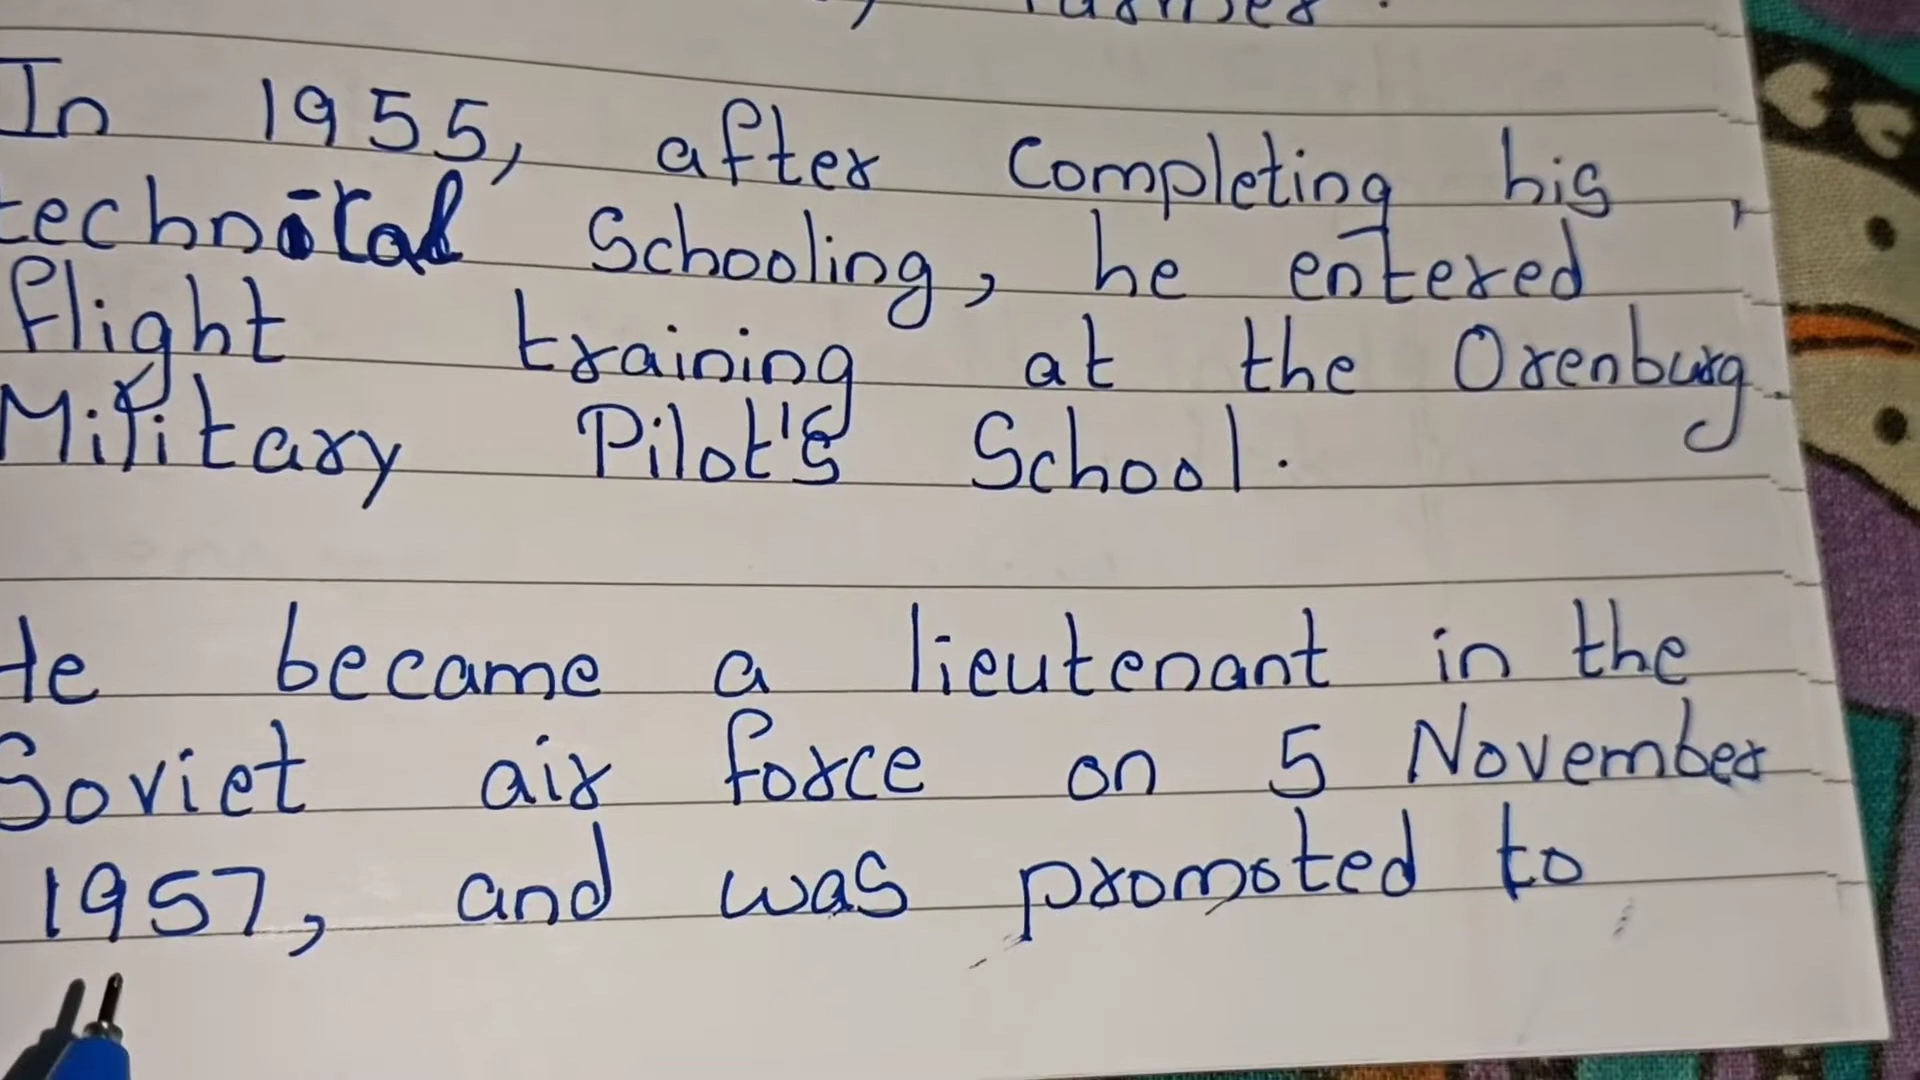 In 1955, after Completing his
technical Schooling, he entered
flight training at the Orenburg
Military Pilot's School.
He became a lieutenant in the
Soviet air force on 5 November
1957, and was promoted to